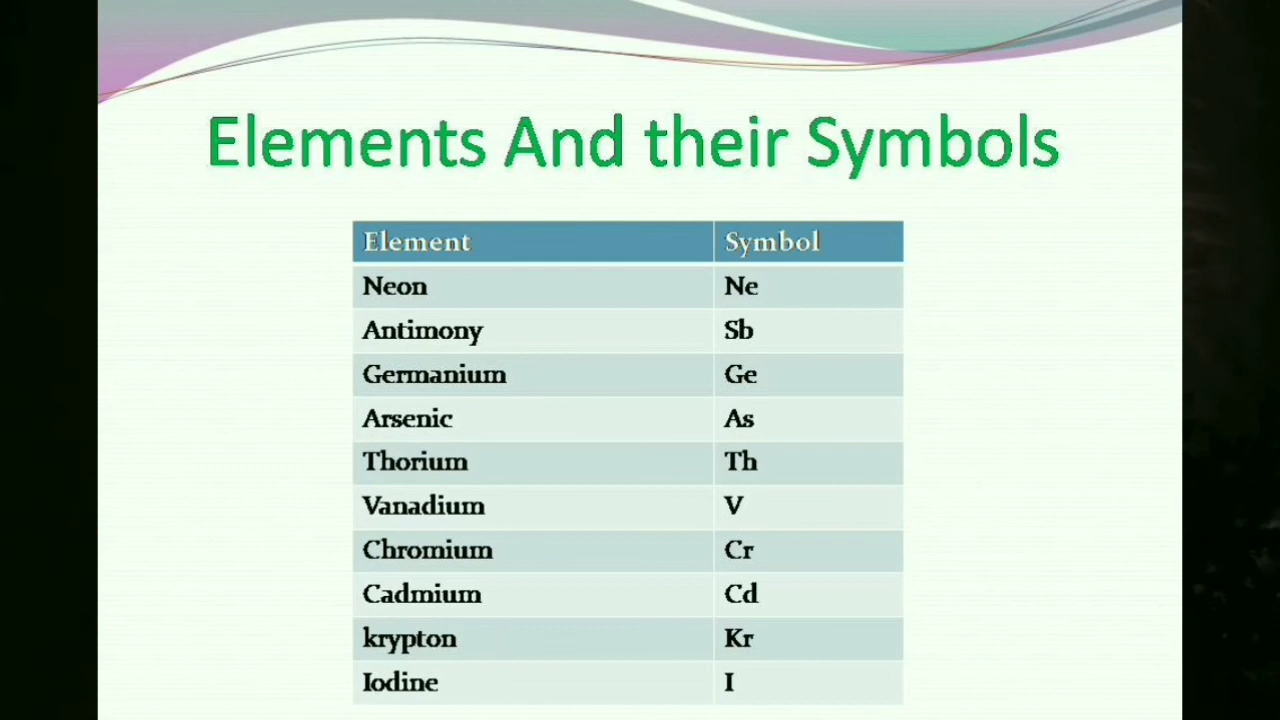 Elements And their Symbols
Element Symbol
Neon Ne
Antimony Sb
Germanium Ge
Arsenic As
Thorium Th
Vanadium V
Chromium Cr
Cadmium Cd
krypton Kr
Iodine I